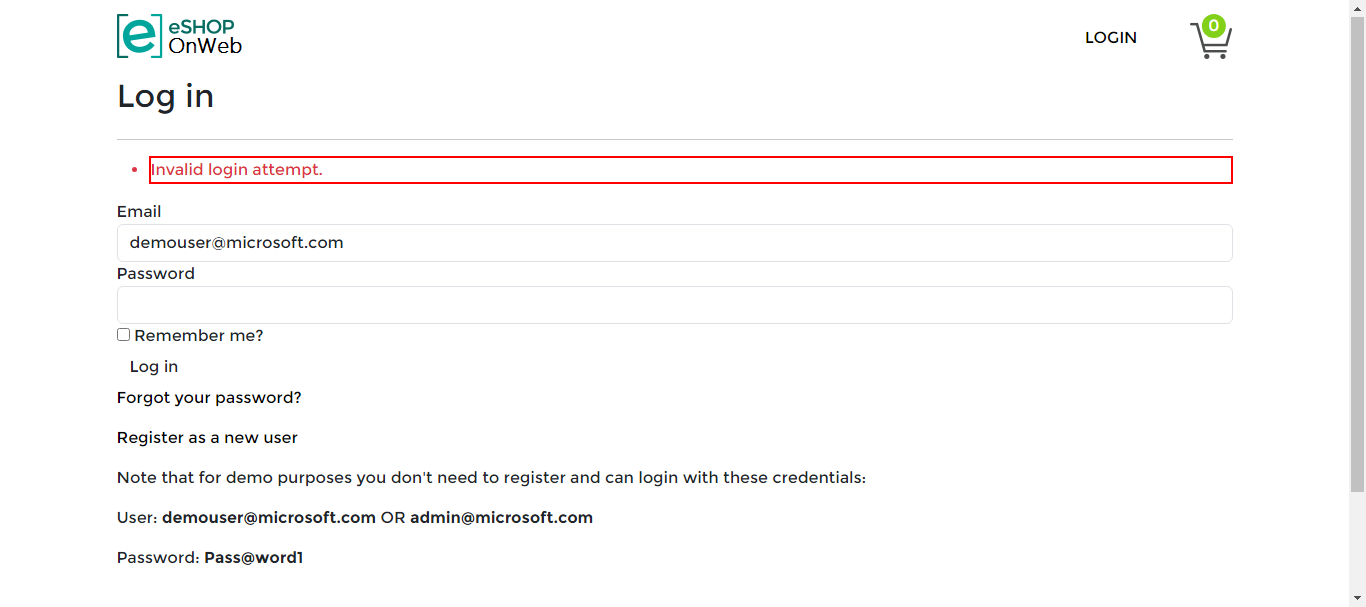 eSHOP
OnWeb
LOGIN
0
Log in
Invalid login attempt.
Email
demouser@microsoft.com
Password
Remember me?
Log in
Forgot your password?
Register as a new user
Note that for demo purposes you don't need to register and can login with these credentials:
User: demouser@microsoft.com OR admin@microsoft.com
Password: Pass@word1